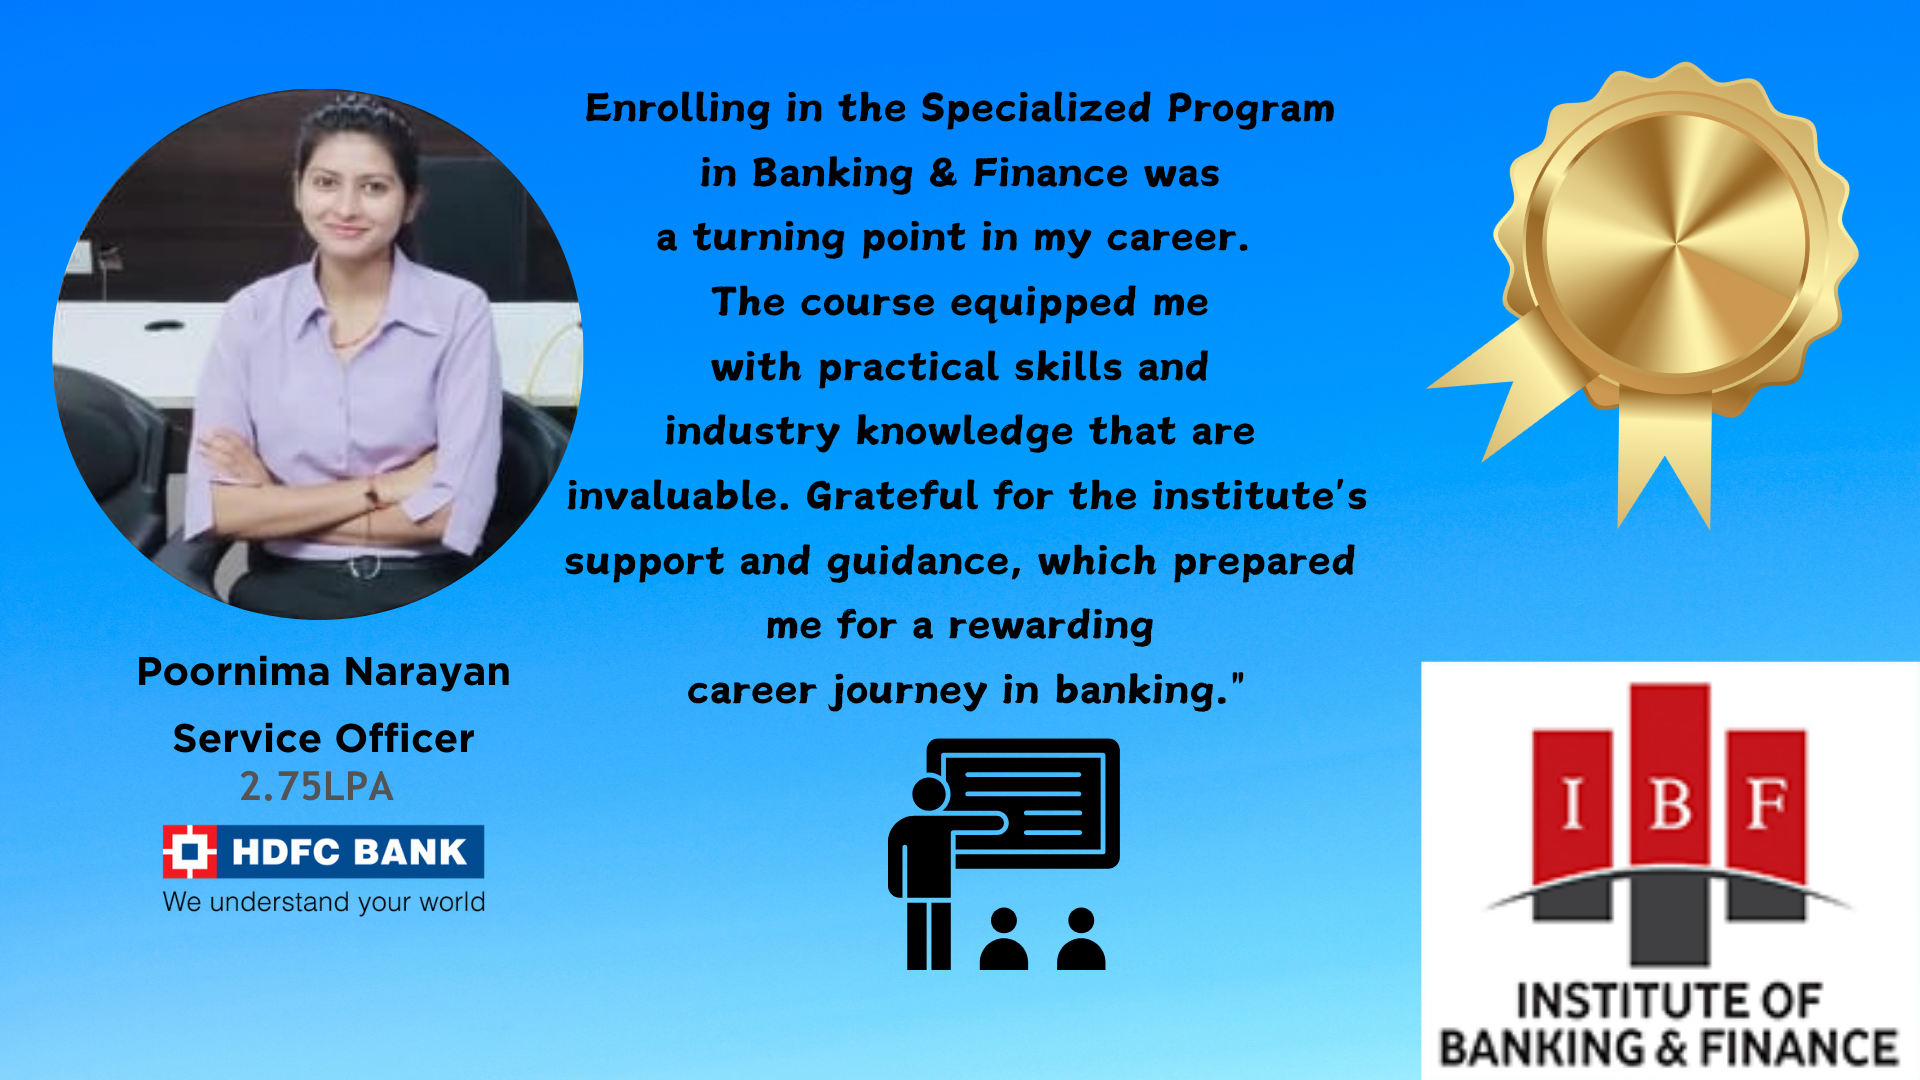 Enrolling in the Specialized Program
in Banking & Finance was
a turning point in my career.
The course equipped me
with practical skills and
industry knowledge that are
invaluable. Grateful for the institute's
support and guidance, which prepared
me for a rewarding
career journey in banking."
Poornima Narayan
Service Officer
2.75LPA
HDFC BANK
We understand your world
I B F
INSTITUTE OF
BANKING & FINANCE